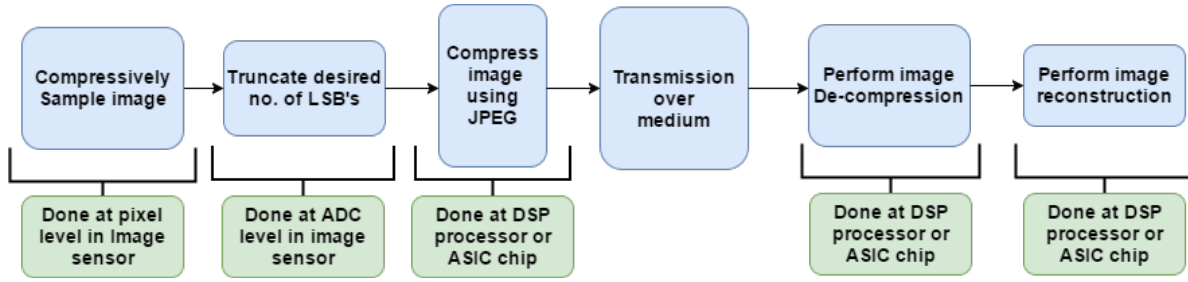 Compressively
Sample image
Truncate desired
no. of LSB's
Compress
image
using
JPEG
Transmission
over
medium
Perform image
De-compression
Perform image
reconstruction
Done at pixel
level in Image
sensor
Done at ADC
level in image
sensor
Done at DSP
processor or
ASIC chip
Done at DSP
processor or
ASIC chip
Done at DSP
processor or
ASIC chip